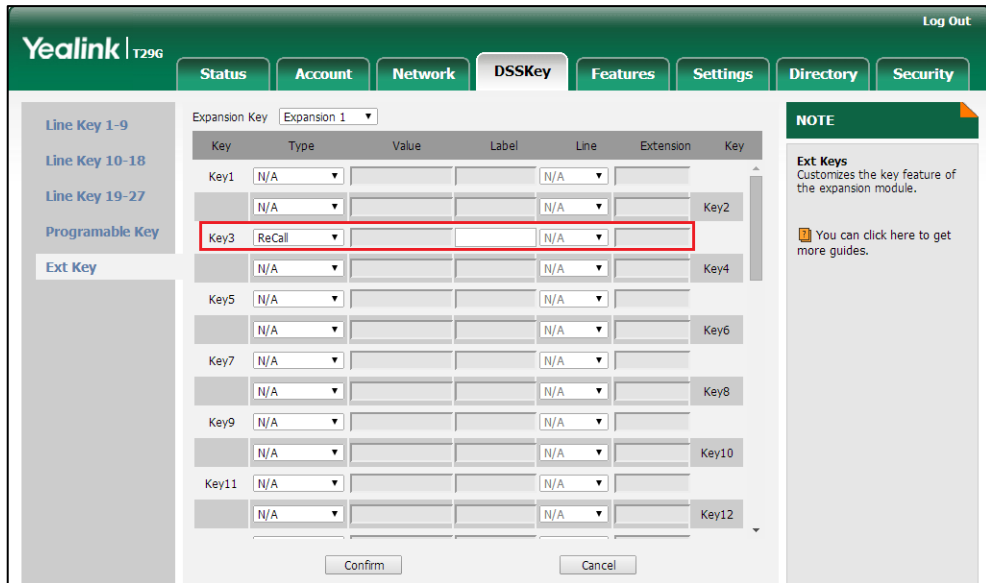 Log Out
Yealink | T29G
Status Account Network DSSKey Features Settings Directory Security
Line Key 1-9
Line Key 10-18
Line Key 19-27
Programable Key
Ext Key
Expansion Key Expansion 1
Key Type Value Label Line Extension Key
Key1 N/A N/A
N/A N/A Key2
Key3 ReCall N/A
N/A N/A Key4
Key5 N/A N/A
N/A N/A Key6
Key7 N/A N/A
N/A N/A Key8
Key9 N/A N/A
N/A N/A Key10
Key11 N/A N/A
N/A N/A Key12
Confirm Cancel
NOTE
Ext Keys
Customizes the key feature of
the expansion module.
? You can click here to get
more guides.